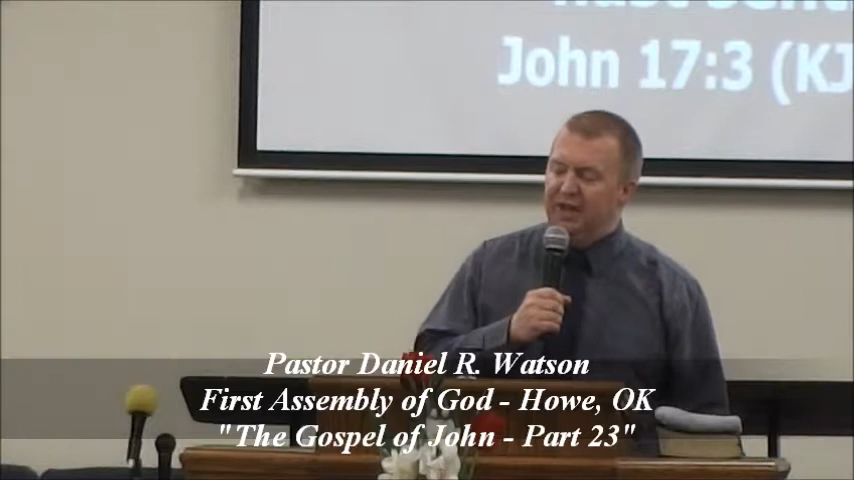 John 17:3 (KJ
Pastor Daniel R. Watson
First Assembly of God - Howe, OK
"The Gospel of John - Part 23"